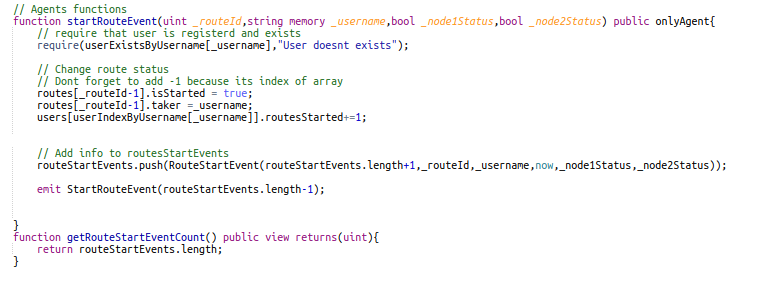 // Agents functions
function startRouteEvent(uint _routeId,string memory _username,bool _node1Status,bool _node2Status) public onlyAgent{
// require that user is registerd and exists
require(userExistsByUsername[_username],"User doesnt exists");
// Change route status
// Dont forget to add -1 because its index of array
routes[_routeId-1].isStarted = true;
routes[_routeId-1].taker =_username;
users[userIndexByUsername[_username]].routesStarted+=1;
// Add info to routesStartEvents
routeStartEvents.push(RouteStartEvent(routeStartEvents.length+1,_routeId,_username,now,_node1Status,_node2Status));
emit StartRouteEvent(routeStartEvents.length-1);
}
function getRouteStartEventCount() public view returns(uint){
return routeStartEvents.length;
}